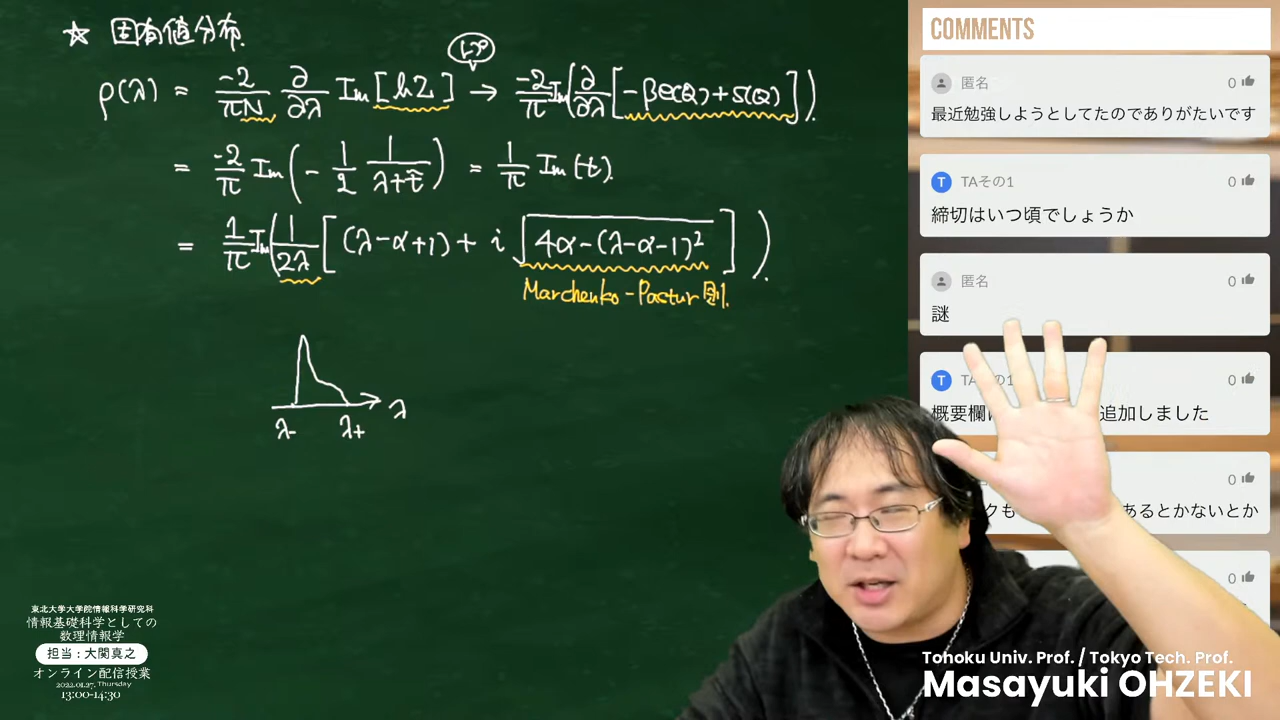 ☆ 固有値分布.
ρ(λ) = -2/πN ∂/∂λ Im [ln Z] → -2/π Im(∂/∂λ [-βe(Q)+s(Q)]).
= -2/π Im(- 1/2 1/(λ+t̃)) = 1/π Im(t).
= 1/π Im(1/2λ [(λ-α+1) + i √(4α-(λ-α-1)²)]).
Marchenko-Pastur 則.
λ
λ- λ+
東北大学大学院情報科学研究科
情報基礎科学としての
数理情報学
担当:大関真之
オンライン配信授業
2022.01.27. Thursday
13:00-14:30
COMMENTS
匿名 0
最近勉強しようとしてたのでありがたいです
T TAその1 0
締切はいつ頃でしょうか
匿名 0
謎
T TAその1 0
概要欄に 追加しました
0
クも あるとかないとか
0
Tohoku Univ. Prof. / Tokyo Tech. Prof.
Masayuki OHZEKI